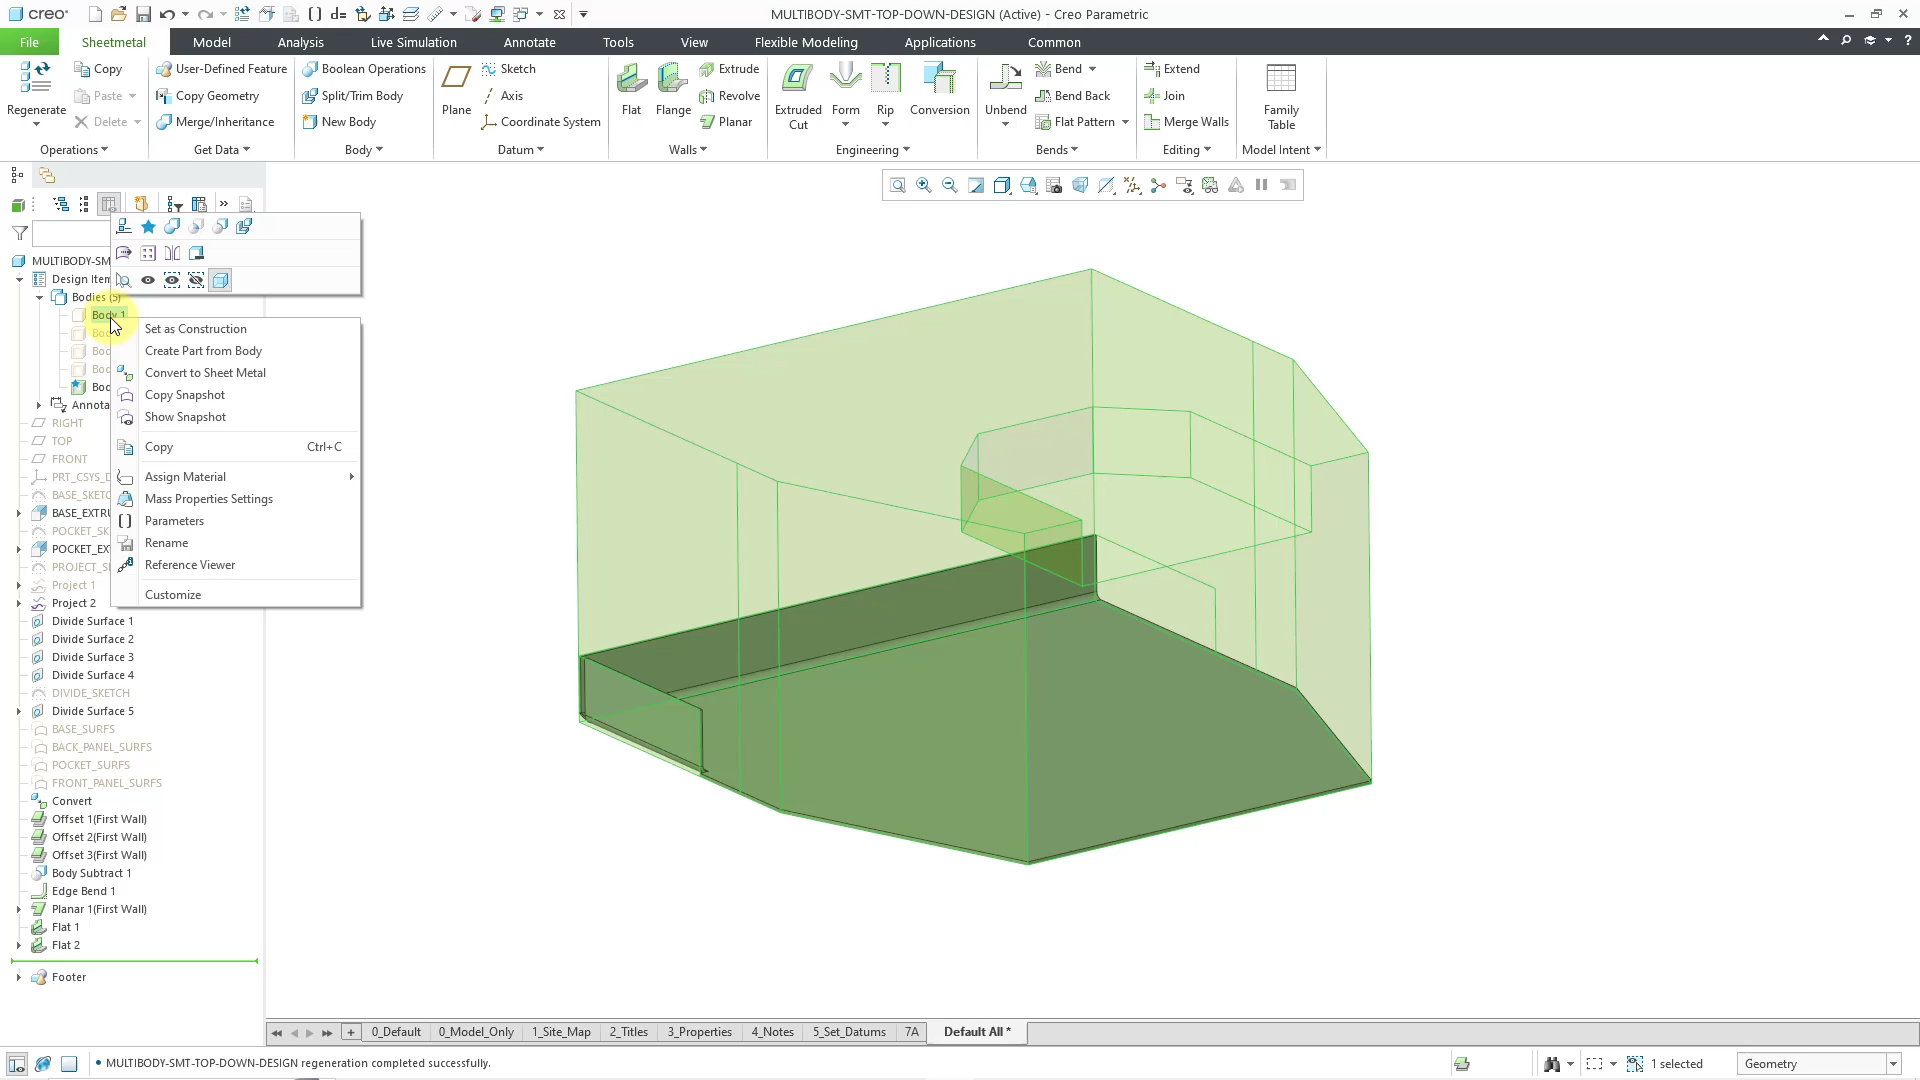 creo
MULTIBODY-SMT-TOP-DOWN-DESIGN (Active) - Creo Parametric
File
Sheetmetal
Model
Analysis
Live Simulation
Annotate
Tools
View
Flexible Modeling
Applications
Common
Regenerate
Copy
Paste
Delete
Operations
User-Defined Feature
Copy Geometry
Merge/Inheritance
Get Data
Boolean Operations
Split/Trim Body
New Body
Body
Plane
Sketch
Axis
Coordinate System
Datum
Flat
Flange
Extrude
Revolve
Planar
Walls
Extruded Cut
Form
Rip
Conversion
Engineering
Unbend
Bend
Bend Back
Flat Pattern
Bends
Extend
Join
Merge Walls
Editing
Family Table
Model Intent
MULTIBODY-SM
Design Item
Bodies (5)
Body 1
Bod
Annota
RIGHT
TOP
FRONT
PRT_CSYS_D
BASE_SKETC
BASE_EXTRU
POCKET_SK
POCKET_EX
PROJECT_S
Project 1
Project 2
Divide Surface 1
Divide Surface 2
Divide Surface 3
Divide Surface 4
DIVIDE_SKETCH
Divide Surface 5
BASE_SURFS
BACK_PANEL_SURFS
POCKET_SURFS
FRONT_PANEL_SURFS
Convert
Offset 1(First Wall)
Offset 2(First Wall)
Offset 3(First Wall)
Body Subtract 1
Edge Bend 1
Planar 1(First Wall)
Flat 1
Flat 2
Footer
Set as Construction
Create Part from Body
Convert to Sheet Metal
Copy Snapshot
Show Snapshot
Copy Ctrl+C
Assign Material
Mass Properties Settings
Parameters
Rename
Reference Viewer
Customize
0_Default
0_Model_Only
1_Site_Map
2_Titles
3_Properties
4_Notes
5_Set_Datums
7A
Default All *
• MULTIBODY-SMT-TOP-DOWN-DESIGN regeneration completed successfully.
1 selected
Geometry